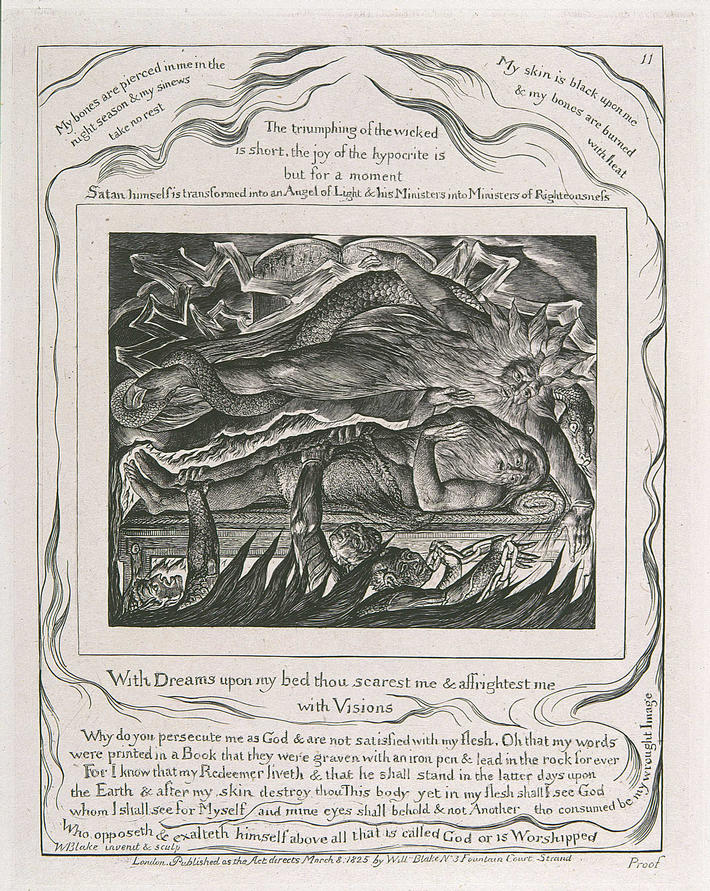 11
My bones are pierced in me in the
night season & my sinews
take no rest
My skin is black upon me
& my bones are burned
with heat
The triumphing of the wicked
is short, the joy of the hypocrite is
but for a moment
Satan himself is transformed into an Angel of Light & his Ministers into Ministers of Righteousness
With Dreams upon my bed thou scarest me & affrightest me
with Visions
Why do you persecute me as God & are not satisfied with my flesh. Oh that my words
were printed in a Book that they were graven with an iron pen & lead in the rock for ever
For I know that my Redeemer liveth & that he shall stand in the latter days upon
the Earth & after my skin destroy thou This body yet in my flesh shall I see God
whom I shall see for Myself and mine eyes shall behold & not Another tho consumed be
my wrought Image
Who opposeth & exalteth himself above all that is called God or is Worshipped
WBlake invenit & sculp
London. Published as the Act directs March 8: 1825 by Will Blake No 3 Fountain Court Strand
Proof